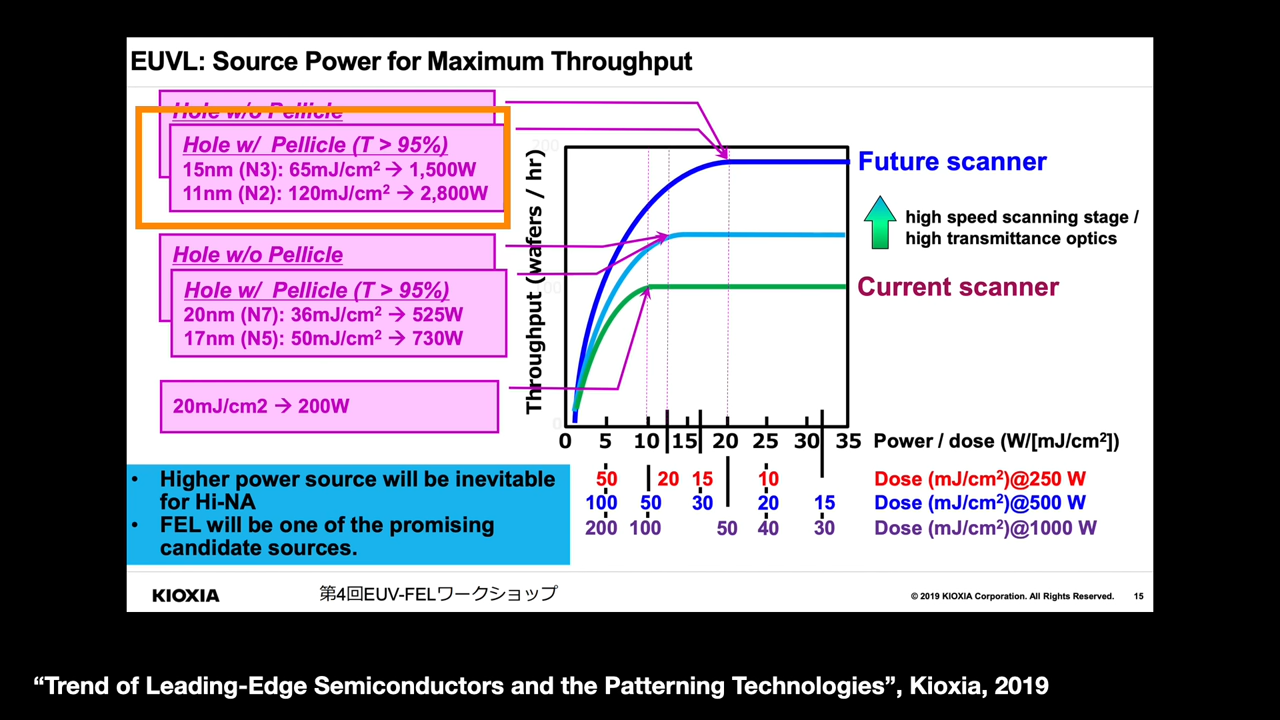 EUVL: Source Power for Maximum Throughput
Hole w/o Pellicle
Hole w/ Pellicle (T > 95%)
15nm (N3): 65mJ/cm² → 1,500W
11nm (N2): 120mJ/cm² → 2,800W
Hole w/o Pellicle
Hole w/ Pellicle (T > 95%)
20nm (N7): 36mJ/cm² → 525W
17nm (N5): 50mJ/cm² → 730W
20mJ/cm2 → 200W
• Higher power source will be inevitable
for Hi-NA
• FEL will be one of the promising
candidate sources.
Throughput (wafers / hr)
Future scanner
high speed scanning stage /
high transmittance optics
Current scanner
0 5 10 15 20 25 30 35 Power / dose (W/[mJ/cm²])
50 20 15 10 Dose (mJ/cm²)@250 W
100 50 30 20 15 Dose (mJ/cm²)@500 W
200 100 50 40 30 Dose (mJ/cm²)@1000 W
KIOXIA 第4回EUV-FELワークショップ © 2019 KIOXIA Corporation. All Rights Reserved. 15
“Trend of Leading-Edge Semiconductors and the Patterning Technologies”, Kioxia, 2019